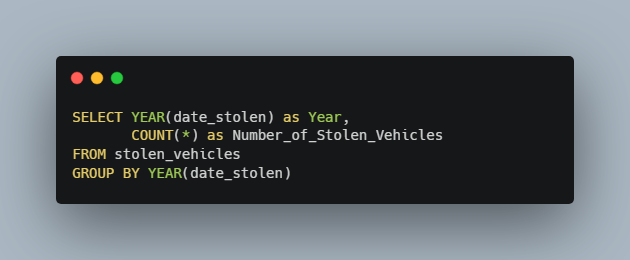 SELECT YEAR(date_stolen) as Year,
       COUNT(*) as Number_of_Stolen_Vehicles
FROM stolen_vehicles
GROUP BY YEAR(date_stolen)